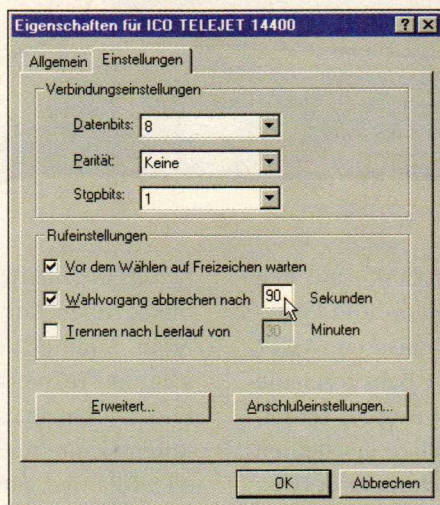 Eigenschaften für ICO TELEJET 14400
Allgemein Einstellungen
Verbindungseinstellungen
Datenbits: 8
Parität: Keine
Stopbits: 1
Rufeinstellungen
Vor dem Wählen auf Freizeichen warten
Wahlvorgang abbrechen nach 90 Sekunden
Trennen nach Leerlauf von 30 Minuten
Erweitert... Anschlußeinstellungen...
OK Abbrechen